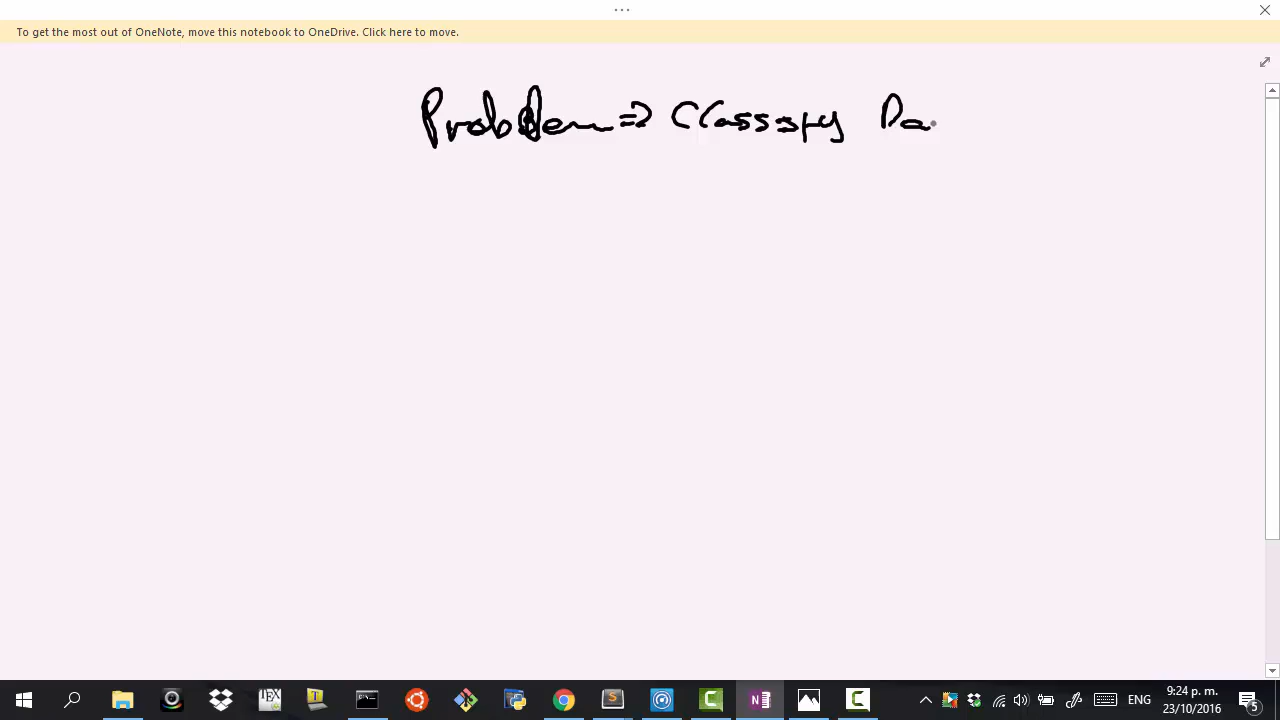 To get the most out of OneNote, move this notebook to OneDrive. Click here to move.
Problem => Classify Da
ENG
9:24 p. m.
23/10/2016
5